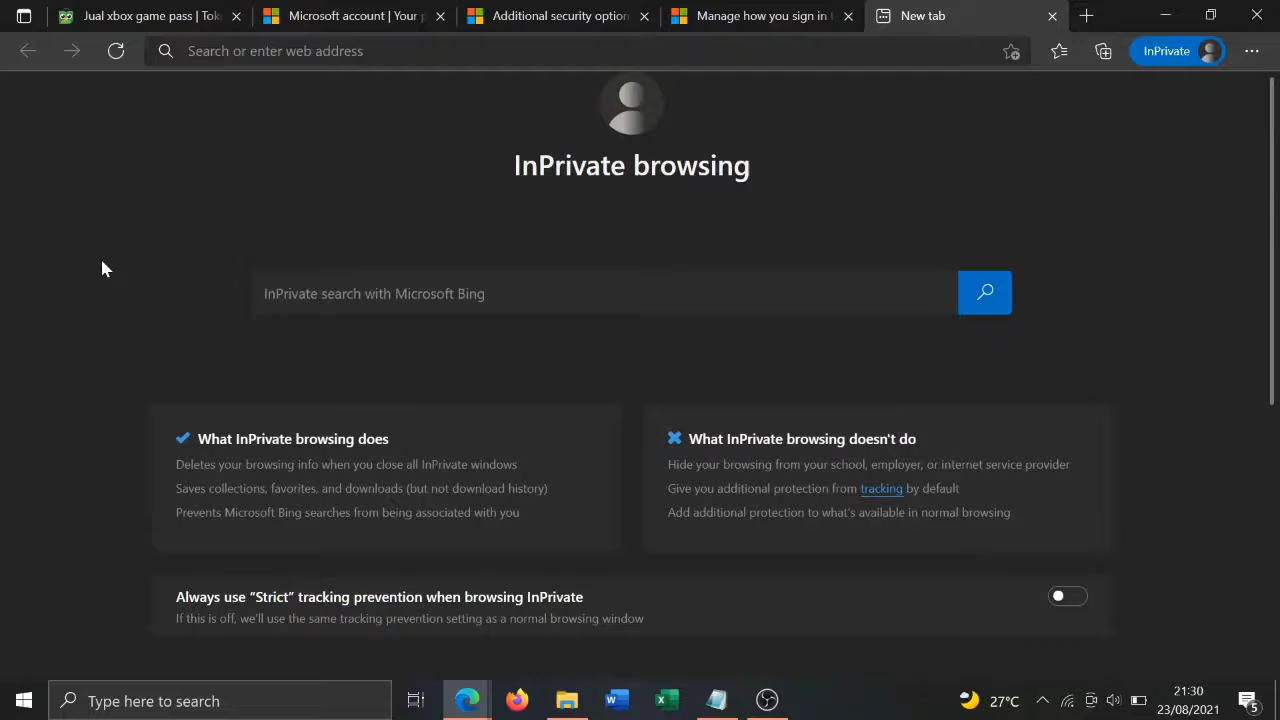 Jual xbox game pass | Tok
Microsoft account | Your p
Additional security option
Manage how you sign in t
New tab
Search or enter web address
InPrivate
InPrivate browsing
InPrivate search with Microsoft Bing
What InPrivate browsing does
Deletes your browsing info when you close all InPrivate windows
Saves collections, favorites, and downloads (but not download history)
Prevents Microsoft Bing searches from being associated with you
What InPrivate browsing doesn't do
Hide your browsing from your school, employer, or internet service provider
Give you additional protection from tracking by default
Add additional protection to what's available in normal browsing
Always use "Strict" tracking prevention when browsing InPrivate
If this is off, we'll use the same tracking prevention setting as a normal browsing window
Type here to search
27°C
21:30
23/08/2021
5